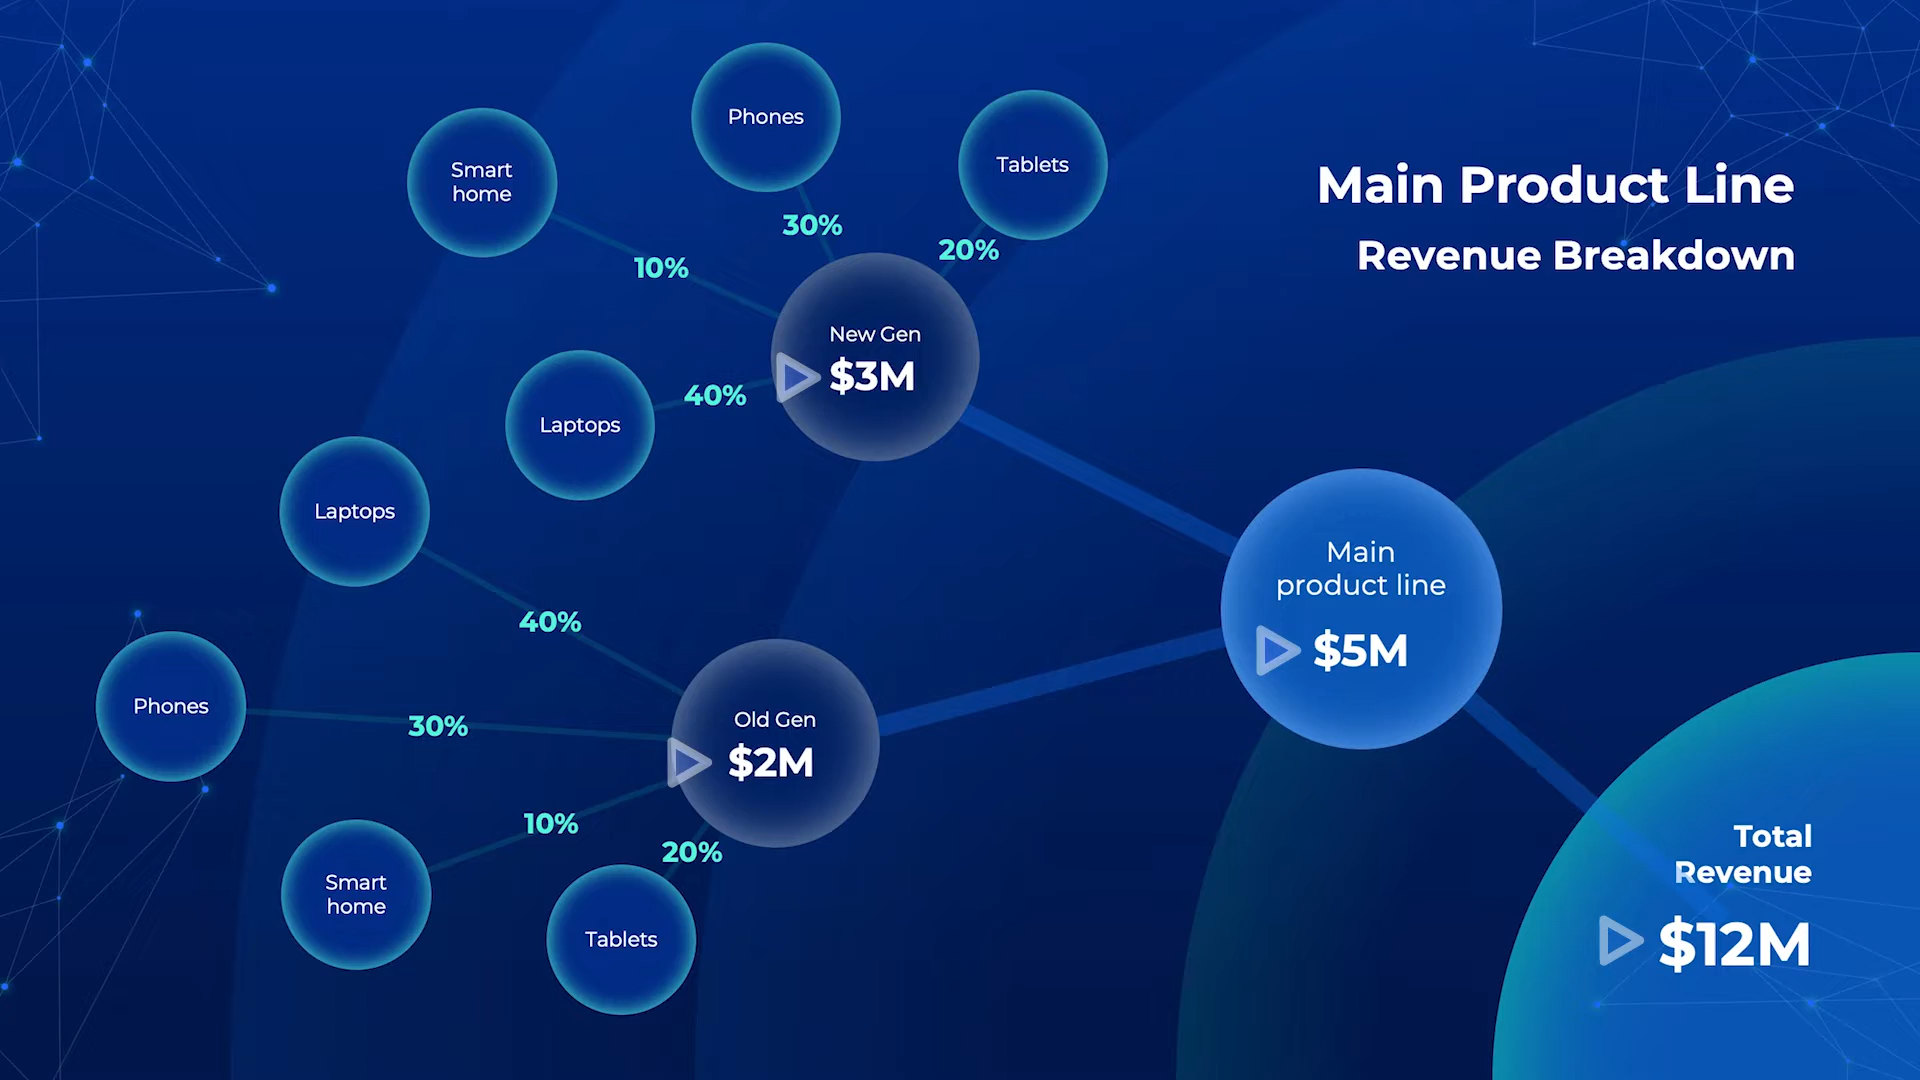 Main Product Line
Revenue Breakdown
Phones
Tablets
Smart
home
30%
20%
10%
New Gen
$3M
40%
Laptops
Laptops
Main
product line
$5M
40%
Phones
30%
Old Gen
$2M
10%
20%
Smart
home
Tablets
Total
Revenue
$12M